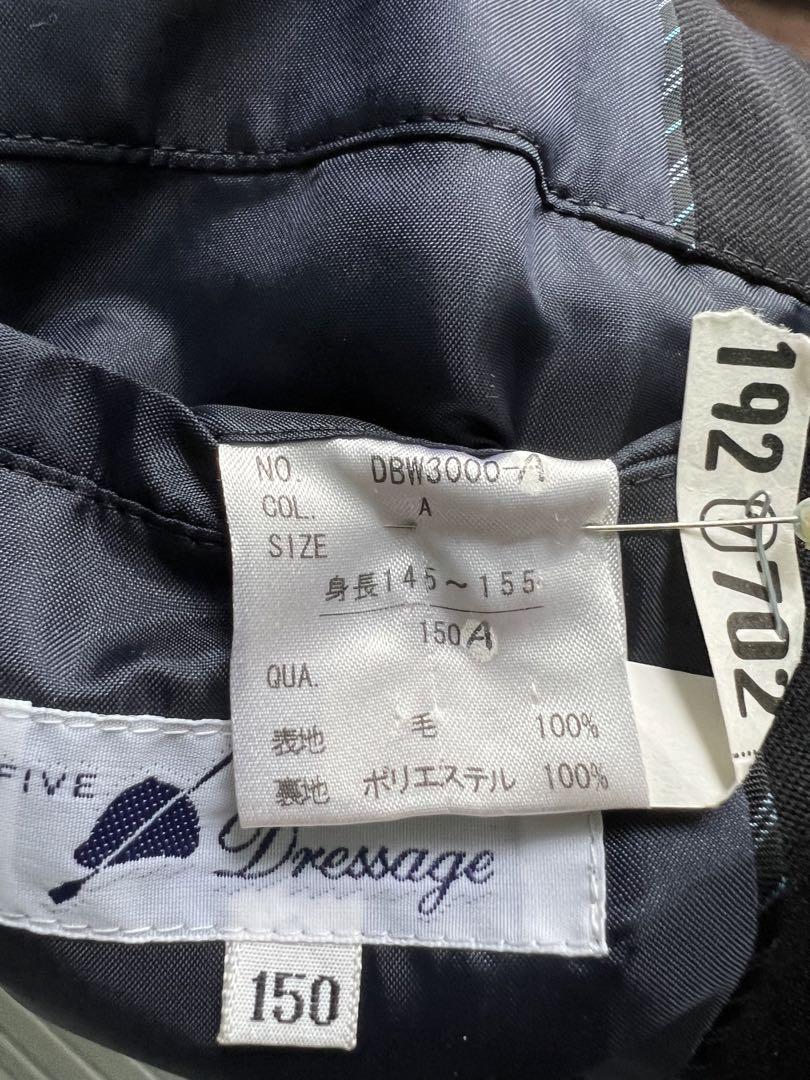 NO. DBW3000-A
COL. A
SIZE
身長145～155
150A
QUA.
表地 毛 100%
裏地 ポリエステル 100%
FIVE
Dressage
150
192
702